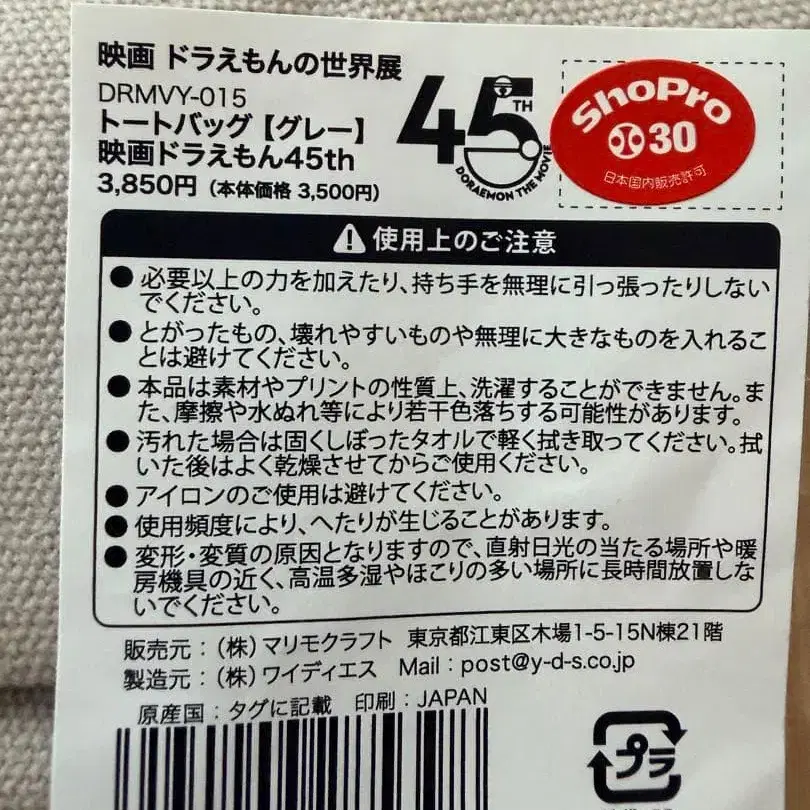 映画 ドラえもんの世界展
DRMVY-015
トートバッグ【グレー】
映画ドラえもん45th
3,850円（本体価格 3,500円）
45TH
DORAEMON THE MOVIE
ShoPro
30
日本国内販売許可
使用上のご注意
●必要以上の力を加えたり、持ち手を無理に引っ張ったりしない
でください。
●とがったもの、壊れやすいものや無理に大きなものを入れるこ
とは避けてください。
●本品は素材やプリントの性質上、洗濯することができません。ま
た、摩擦や水ぬれ等により若干色落ちする可能性があります。
●汚れた場合は固くしぼったタオルで軽く拭き取ってください。拭
いた後はよく乾燥させてからご使用ください。
●アイロンのご使用は避けてください。
●使用頻度により、へたりが生じることがあります。
●変形・変質の原因となりますので、直射日光の当たる場所や暖
房機具の近く、高温多湿やほこりの多い場所に長時間放置しな
いでください。
販売元：（株）マリモクラフト 東京都江東区木場1-5-15N棟21階
製造元：（株）ワイディエス Mail：post@y-d-s.co.jp
原産国：タグに記載 印刷：JAPAN
プラ